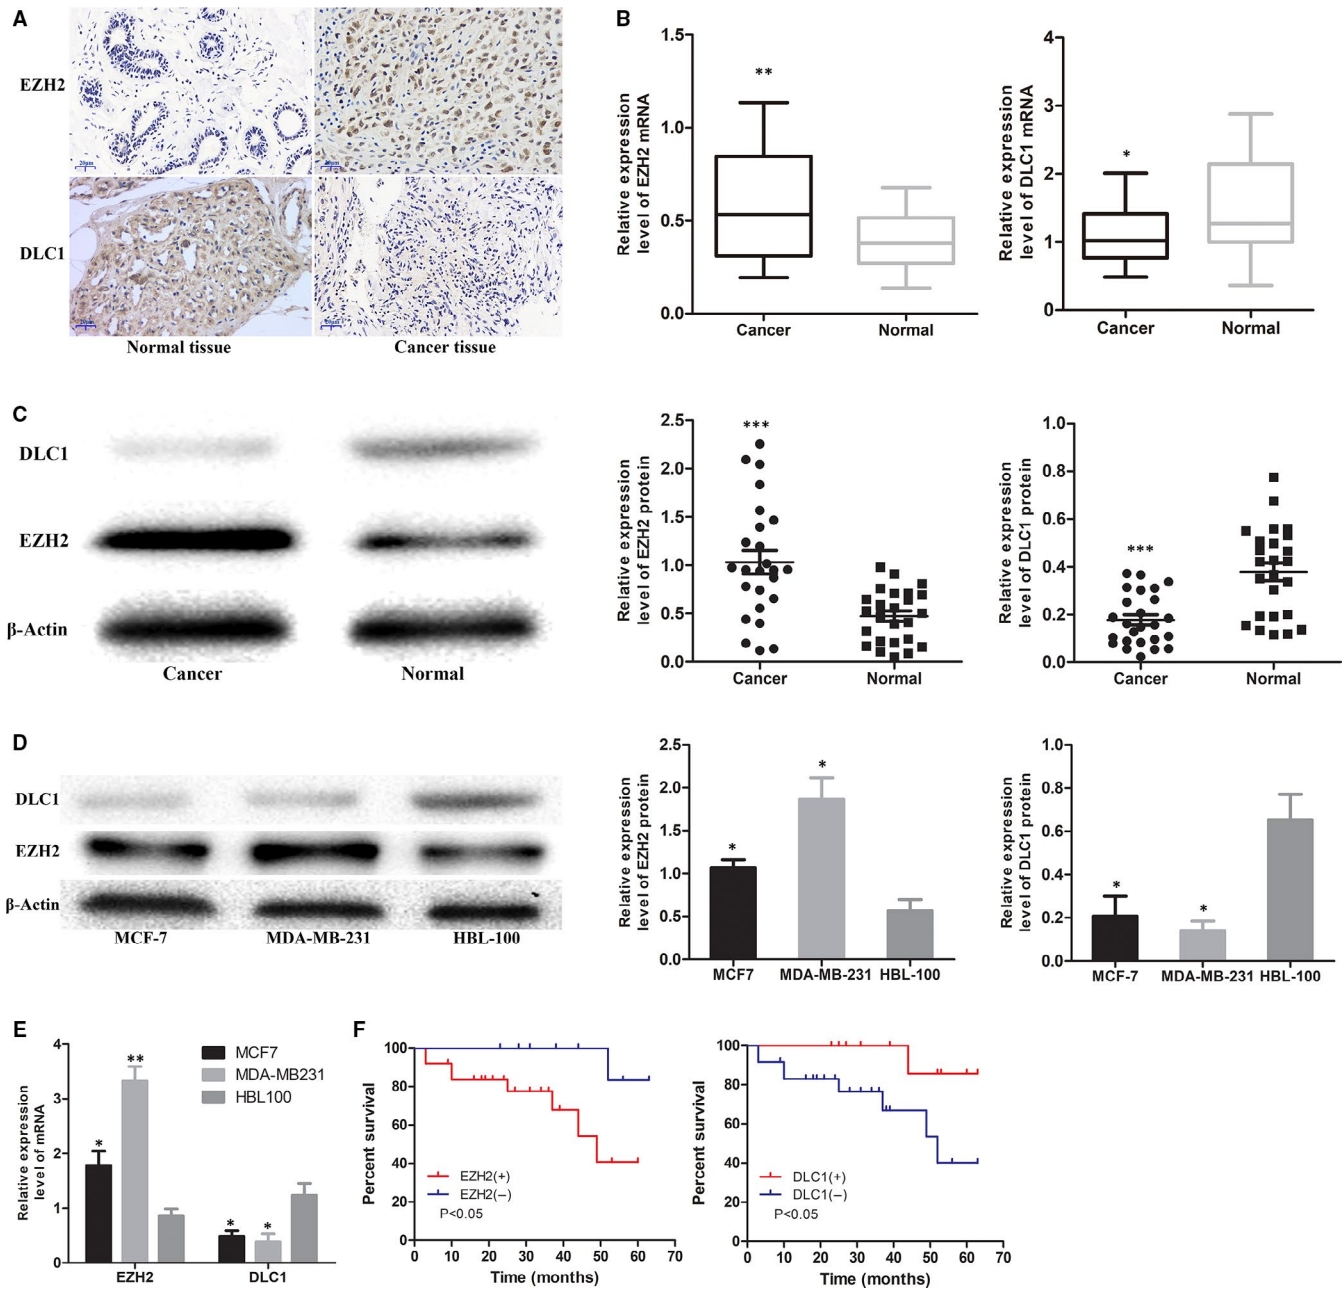 A
EZH2
DLC1
20μm
20μm
20μm
20μm
Normal tissue
Cancer tissue
B
Relative expression
level of EZH2 mRNA
1.5
1.0
0.5
0.0
**
Cancer
Normal
Relative expression
level of DLC1 mRNA
4
3
2
1
0
*
Cancer
Normal
C
DLC1
EZH2
β-Actin
Cancer
Normal
Relative expression
level of EZH2 protein
2.5
2.0
1.5
1.0
0.5
0.0
***
Cancer
Normal
Relative expression
level of DLC1 protein
1.0
0.8
0.6
0.4
0.2
0.0
***
Cancer
Normal
D
DLC1
EZH2
β-Actin
MCF-7
MDA-MB-231
HBL-100
Relative expression
level of EZH2 protein
2.5
2.0
1.5
1.0
0.5
0
*
*
MCF7
MDA-MB-231
HBL-100
Relative expression
level of DLC1 protein
1.0
0.8
0.6
0.4
0.2
0.0
*
*
MCF-7
MDA-MB-231
HBL-100
E
Relative expression
level of mRNA
4
3
2
1
0
*
**
*
*
MCF7
MDA-MB231
HBL100
EZH2
DLC1
F
Percent survival
100
80
60
40
20
0
EZH2(+)
EZH2(−)
P<0.05
0 10 20 30 40 50 60 70
Time (months)
Percent survival
100
80
60
40
20
0
DLC1(+)
DLC1(−)
P<0.05
0 10 20 30 40 50 60 70
Time (months)